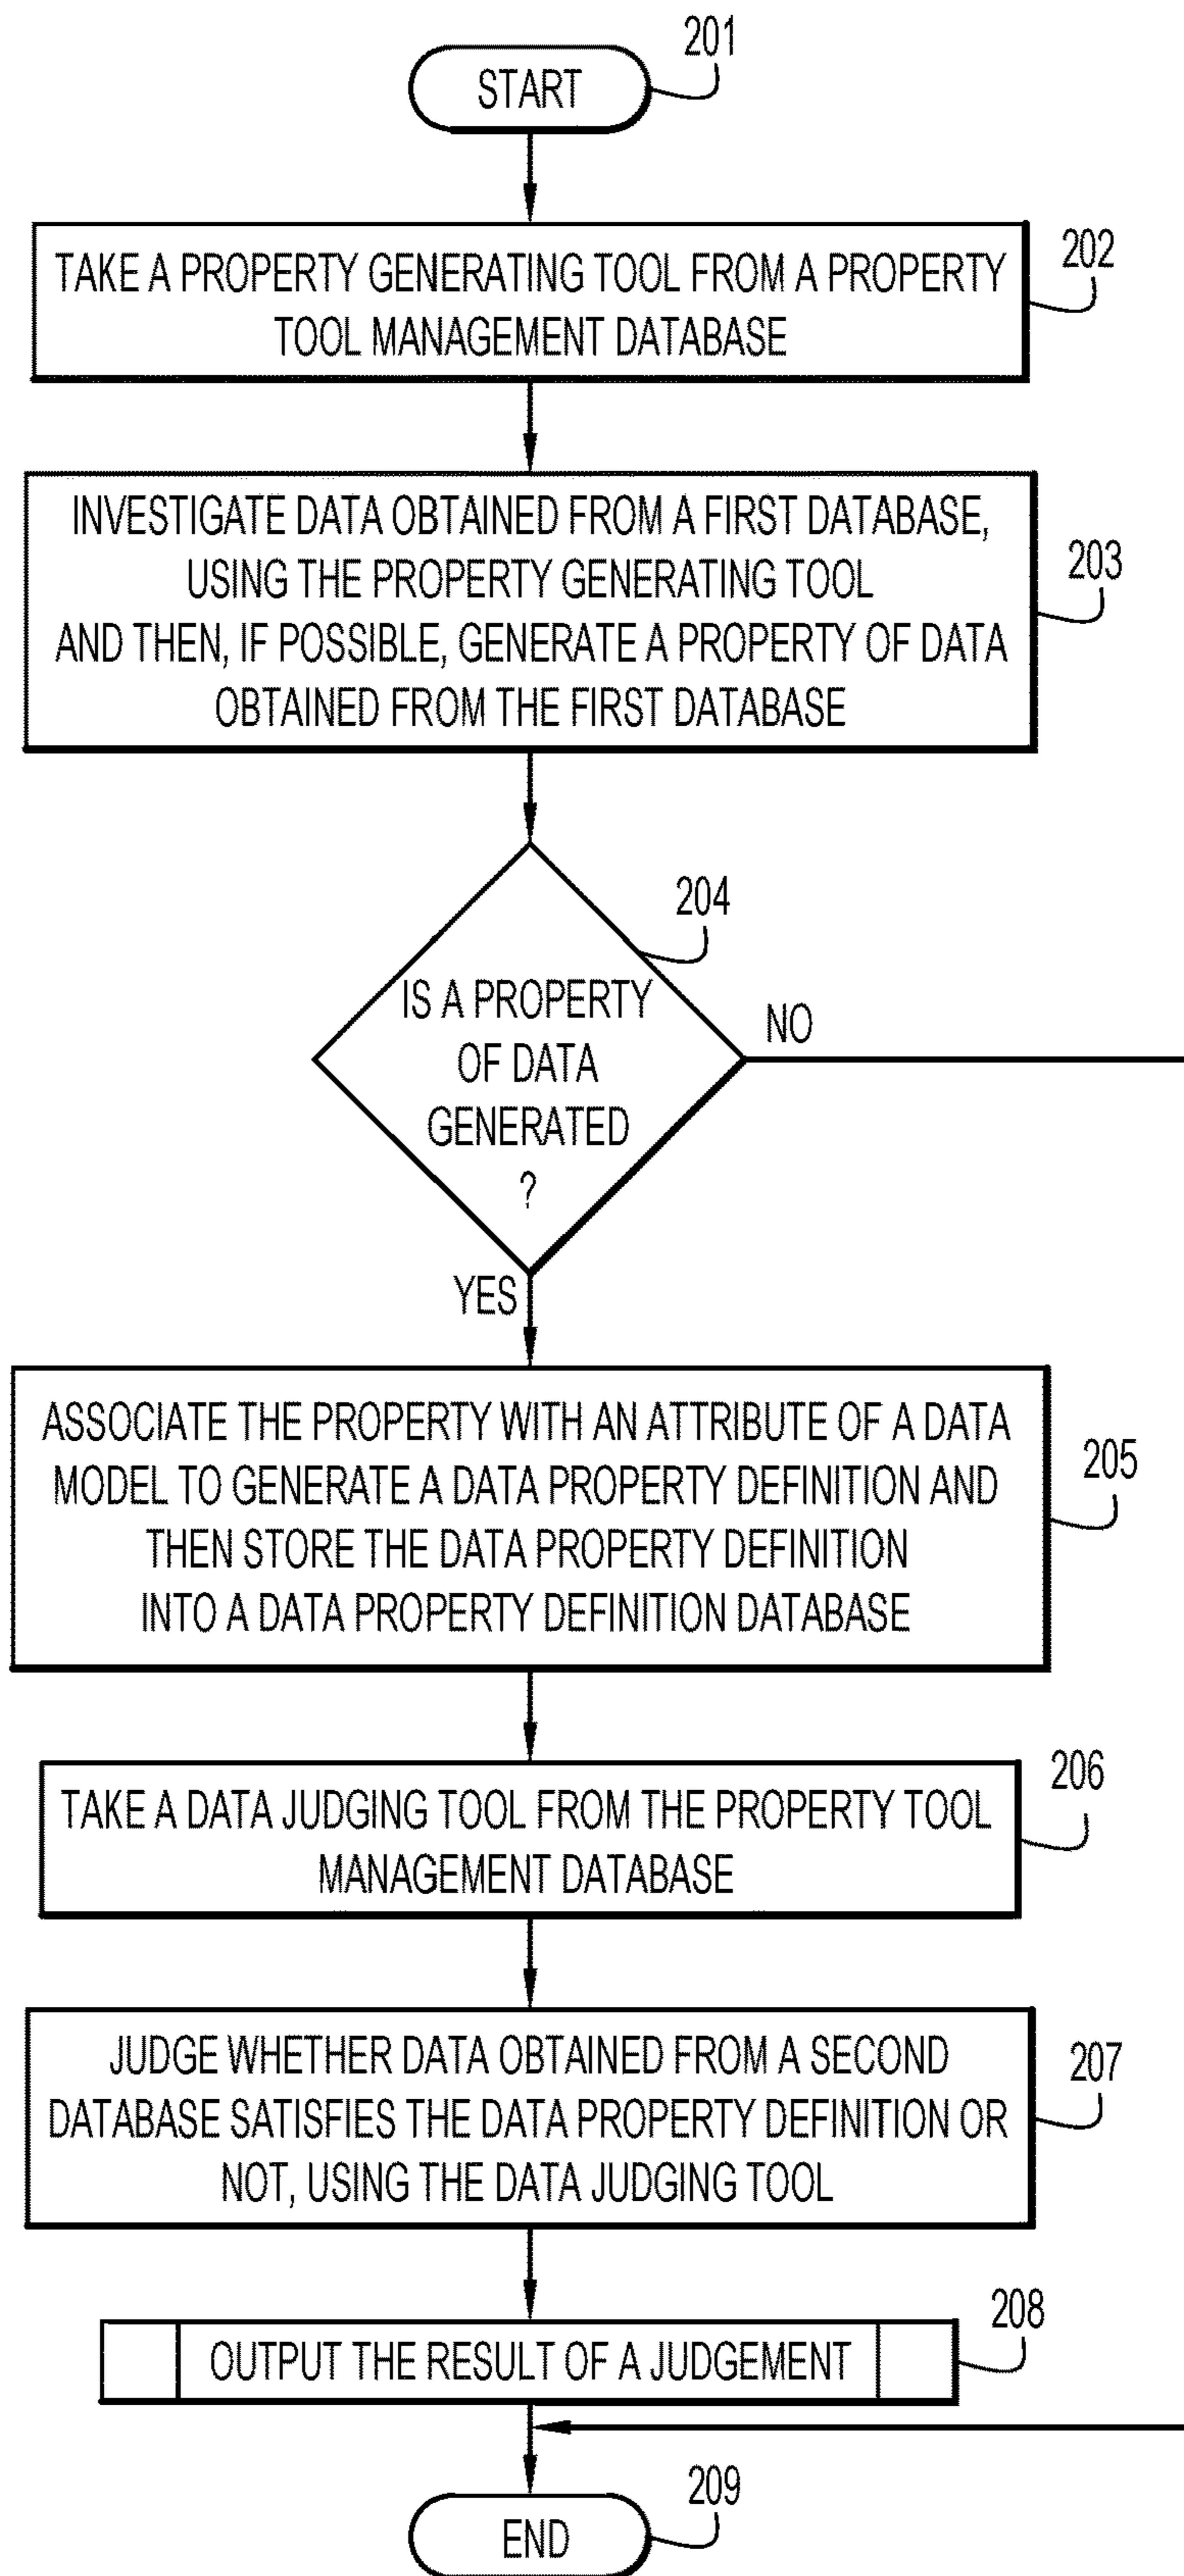 201
START
202
TAKE A PROPERTY GENERATING TOOL FROM A PROPERTY
TOOL MANAGEMENT DATABASE
INVESTIGATE DATA OBTAINED FROM A FIRST DATABASE,
USING THE PROPERTY GENERATING TOOL
AND THEN, IF POSSIBLE, GENERATE A PROPERTY OF DATA
OBTAINED FROM THE FIRST DATABASE
203
204
IS A PROPERTY
OF DATA
GENERATED
?
NO
YES
ASSOCIATE THE PROPERTY WITH AN ATTRIBUTE OF A DATA
MODEL TO GENERATE A DATA PROPERTY DEFINITION AND
THEN STORE THE DATA PROPERTY DEFINITION
INTO A DATA PROPERTY DEFINITION DATABASE
205
206
TAKE A DATA JUDGING TOOL FROM THE PROPERTY TOOL
MANAGEMENT DATABASE
JUDGE WHETHER DATA OBTAINED FROM A SECOND
DATABASE SATISFIES THE DATA PROPERTY DEFINITION OR
NOT, USING THE DATA JUDGING TOOL
207
208
OUTPUT THE RESULT OF A JUDGEMENT
209
END